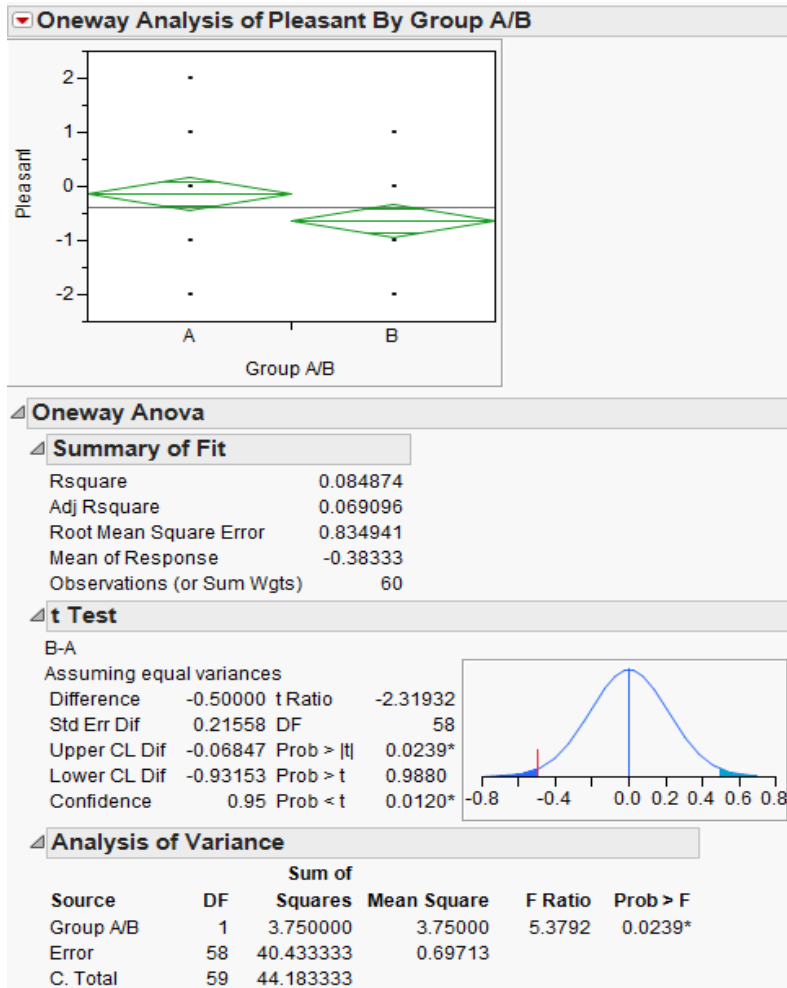 Oneway Analysis of Pleasant By Group A/B
2
1
0
-1
-2
Pleasant
A B
Group A/B
Oneway Anova
Summary of Fit
Rsquare 0.084874
Adj Rsquare 0.069096
Root Mean Square Error 0.834941
Mean of Response -0.38333
Observations (or Sum Wgts) 60
t Test
B-A
Assuming equal variances
Difference -0.50000 t Ratio -2.31932
Std Err Dif 0.21558 DF 58
Upper CL Dif -0.06847 Prob > |t| 0.0239*
Lower CL Dif -0.93153 Prob > t 0.9880
Confidence 0.95 Prob < t 0.0120*
-0.8 -0.4 0.0 0.2 0.4 0.6 0.8
Analysis of Variance
Sum of
Source DF Squares Mean Square F Ratio Prob > F
Group A/B 1 3.750000 3.75000 5.3792 0.0239*
Error 58 40.433333 0.69713
C. Total 59 44.183333